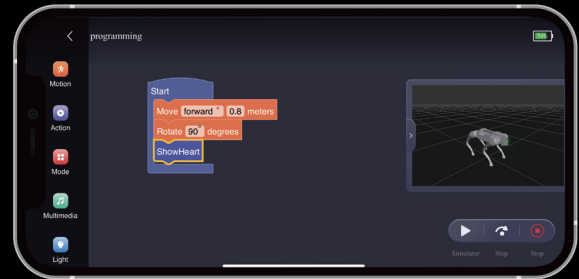 programming
Motion
Action
Mode
Multimedia
Light
Start
Move forward 0.8 meters
Rotate 90° degrees
ShowHeart
Simulator Step Stop